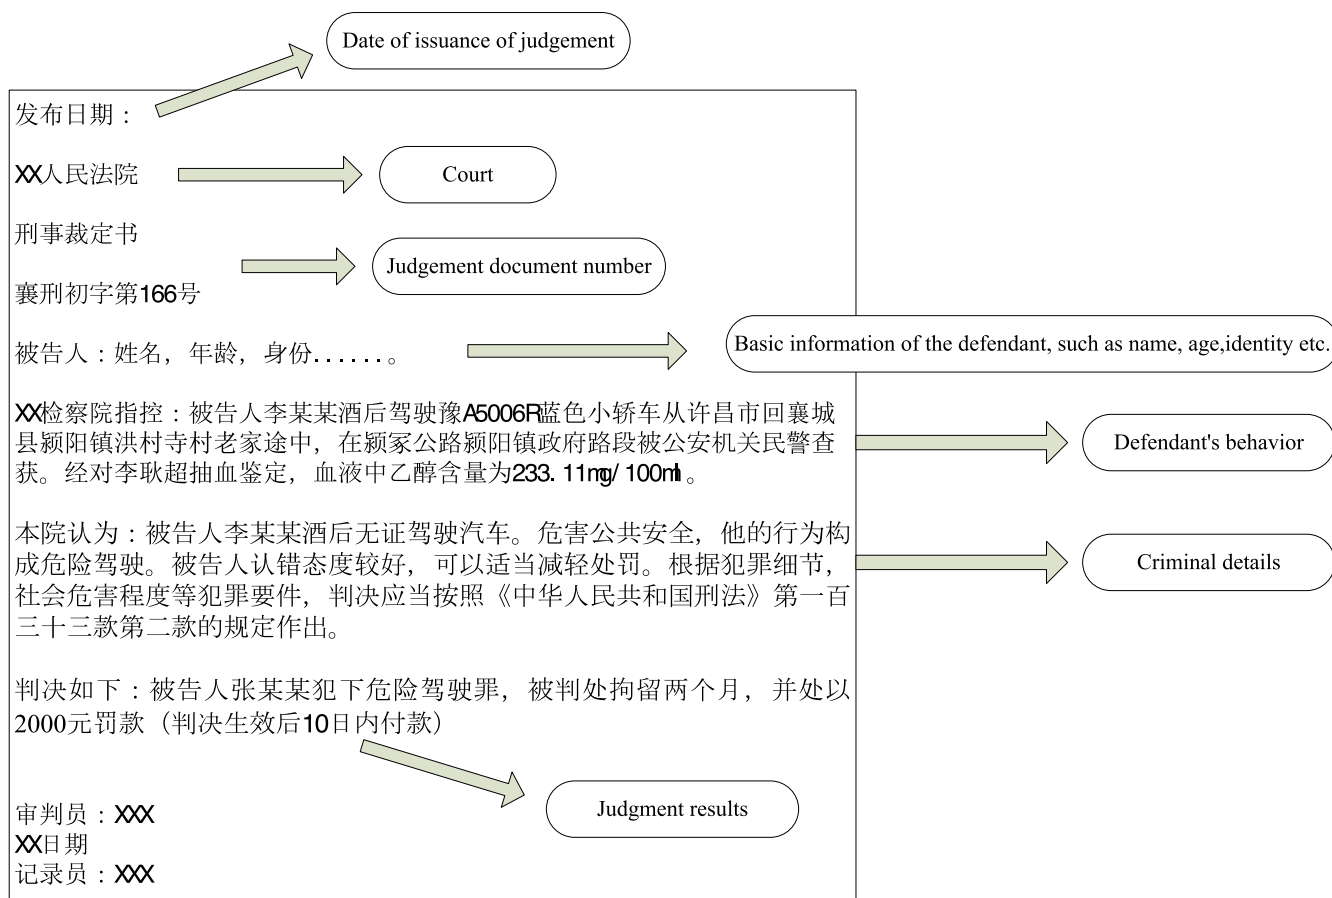 Date of issuance of judgement
发布日期：
XX人民法院
Court
刑事裁定书
Judgement document number
襄刑初字第166号
被告人：姓名，年龄，身份......。
Basic information of the defendant, such as name, age,identity etc.
XX检察院指控：被告人李某某酒后驾驶豫A5006R蓝色小轿车从许昌市回襄城
县颍阳镇洪村寺村老家途中，在颍冢公路颍阳镇政府路段被公安机关民警查
获。经对李耿超抽血鉴定，血液中乙醇含量为233. 11mg/ 100ml。
Defendant's behavior
本院认为：被告人李某某酒后无证驾驶汽车。危害公共安全，他的行为构
成危险驾驶。被告人认错态度较好，可以适当减轻处罚。根据犯罪细节，
社会危害程度等犯罪要件，判决应当按照《中华人民共和国刑法》第一百
三十三款第二款的规定作出。
Criminal details
判决如下：被告人张某某犯下危险驾驶罪，被判处拘留两个月，并处以
2000元罚款（判决生效后10日内付款）
Judgment results
审判员：XXX
XX日期
记录员：XXX